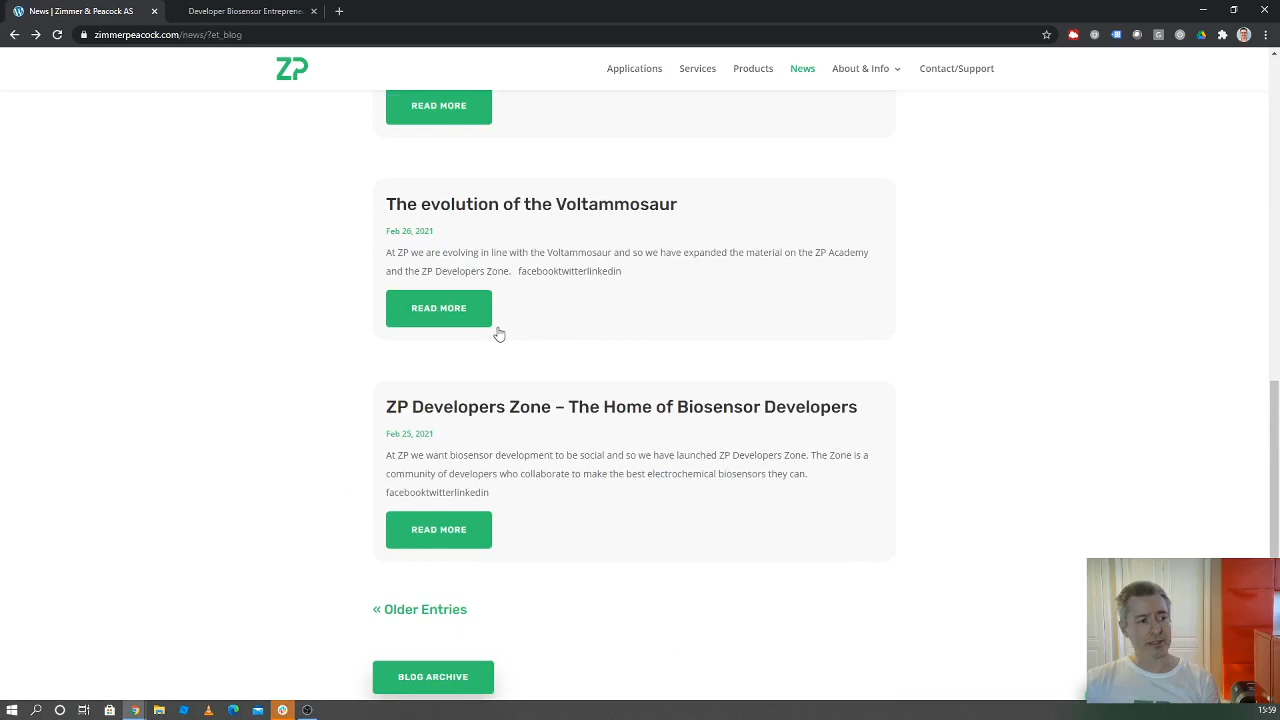 News | Zimmer & Peacock AS
Developer Biosensor Entreprene
zimmerpeacock.com/news/?et_blog
ZP
Applications
Services
Products
News
About & Info
Contact/Support
READ MORE
The evolution of the Voltammosaur
Feb 26, 2021
At ZP we are evolving in line with the Voltammosaur and so we have expanded the material on the ZP Academy
and the ZP Developers Zone. facebooktwitterlinkedin
READ MORE
ZP Developers Zone – The Home of Biosensor Developers
Feb 25, 2021
At ZP we want biosensor development to be social and so we have launched ZP Developers Zone. The Zone is a
community of developers who collaborate to make the best electrochemical biosensors they can.
facebooktwitterlinkedin
READ MORE
« Older Entries
BLOG ARCHIVE
15:59